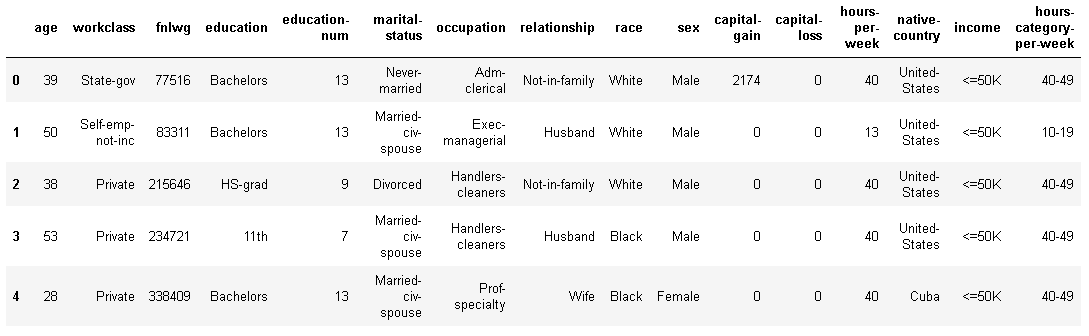 age workclass fnlwg education education-num marital-status occupation relationship race sex capital-gain capital-loss hours-per-week native-country income hours-category-per-week
0 39 State-gov 77516 Bachelors 13 Never-married Adm-clerical Not-in-family White Male 2174 0 40 United-States <=50K 40-49
1 50 Self-emp-not-inc 83311 Bachelors 13 Married-civ-spouse Exec-managerial Husband White Male 0 0 13 United-States <=50K 10-19
2 38 Private 215646 HS-grad 9 Divorced Handlers-cleaners Not-in-family White Male 0 0 40 United-States <=50K 40-49
3 53 Private 234721 11th 7 Married-civ-spouse Handlers-cleaners Husband Black Male 0 0 40 United-States <=50K 40-49
4 28 Private 338409 Bachelors 13 Married-civ-spouse Prof-specialty Wife Black Female 0 0 40 Cuba <=50K 40-49